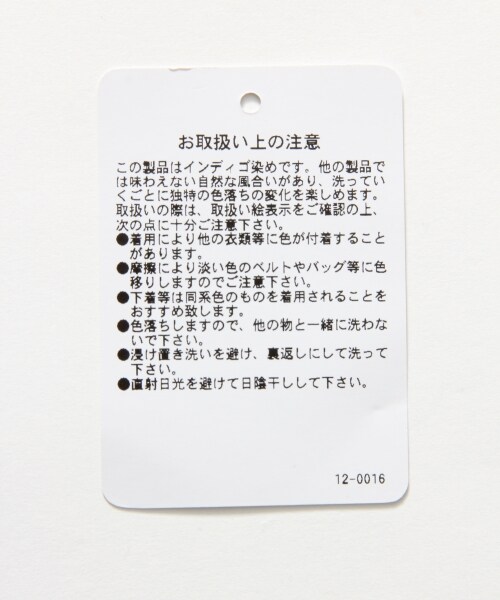 お取扱い上の注意
この製品はインディゴ染めです。他の製品で
は味わえない自然な風合いがあり、洗ってい
くごとに独特の色落ちの変化を楽しめます。
取扱いの際は、取扱い絵表示をご確認の上、
次の点に十分ご注意下さい。
●着用により他の衣類等に色が付着すること
があります。
●摩擦により淡い色のベルトやバッグ等に色
移りしますのでご注意下さい。
●下着等は同系色のものを着用されることを
おすすめ致します。
●色落ちしますので、他の物と一緒に洗わな
いで下さい。
●浸け置き洗いを避け、裏返しにして洗って
下さい。
●直射日光を避けて日陰干しして下さい。
12-0016